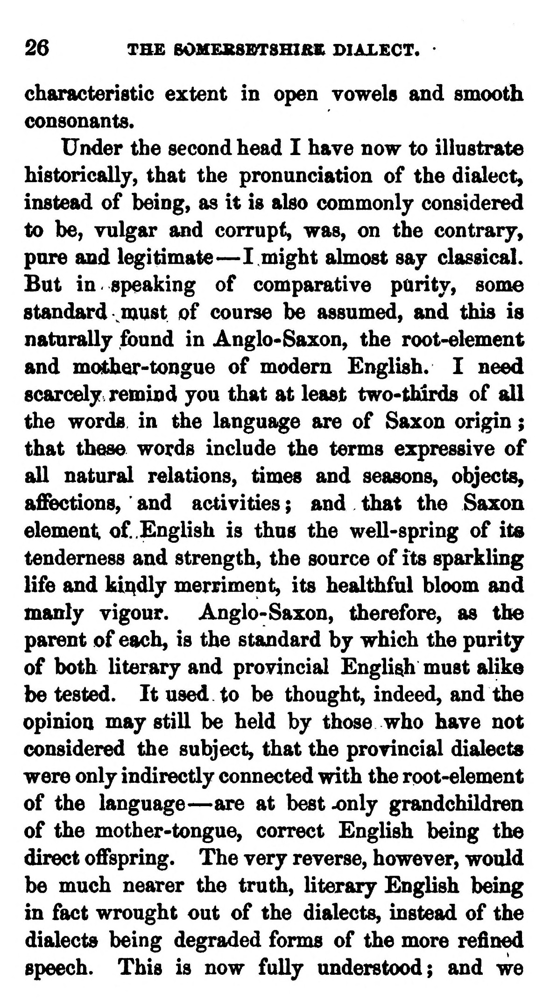 26 THE SOMERSETSHIRE DIALECT.
characteristic extent in open vowels and smooth
consonants.
Under the second head I have now to illustrate
historically, that the pronunciation of the dialect,
instead of being, as it is also commonly considered
to be, vulgar and corrupt, was, on the contrary,
pure and legitimate—I might almost say classical.
But in speaking of comparative purity, some
standard must of course be assumed, and this is
naturally found in Anglo-Saxon, the root-element
and mother-tongue of modern English. I need
scarcely remind you that at least two-thirds of all
the words in the language are of Saxon origin;
that these words include the terms expressive of
all natural relations, times and seasons, objects,
affections, and activities; and that the Saxon
element of English is thus the well-spring of its
tenderness and strength, the source of its sparkling
life and kindly merriment, its healthful bloom and
manly vigour. Anglo-Saxon, therefore, as the
parent of each, is the standard by which the purity
of both literary and provincial English must alike
be tested. It used to be thought, indeed, and the
opinion may still be held by those who have not
considered the subject, that the provincial dialects
were only indirectly connected with the root-element
of the language—are at best only grandchildren
of the mother-tongue, correct English being the
direct offspring. The very reverse, however, would
be much nearer the truth, literary English being
in fact wrought out of the dialects, instead of the
dialects being degraded forms of the more refined
speech. This is now fully understood; and we